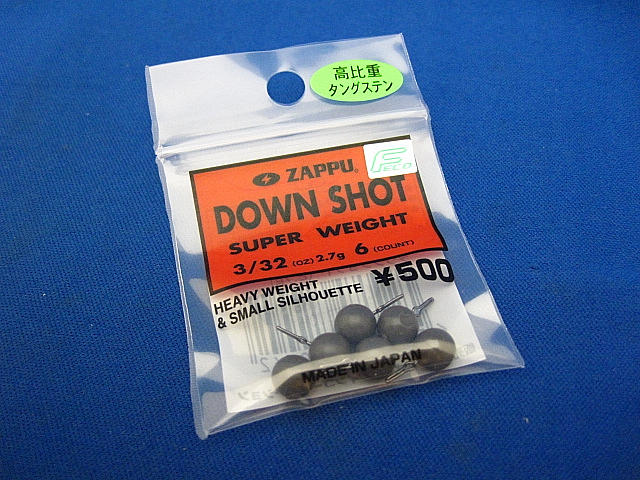 高比重
タングステン
FECO
ZAPPU®
DOWN SHOT
SUPER WEIGHT
3/32 (OZ) 2.7g 6 (COUNT)
¥500
HEAVY WEIGHT
& SMALL SILHOUETTE
MADE IN JAPAN